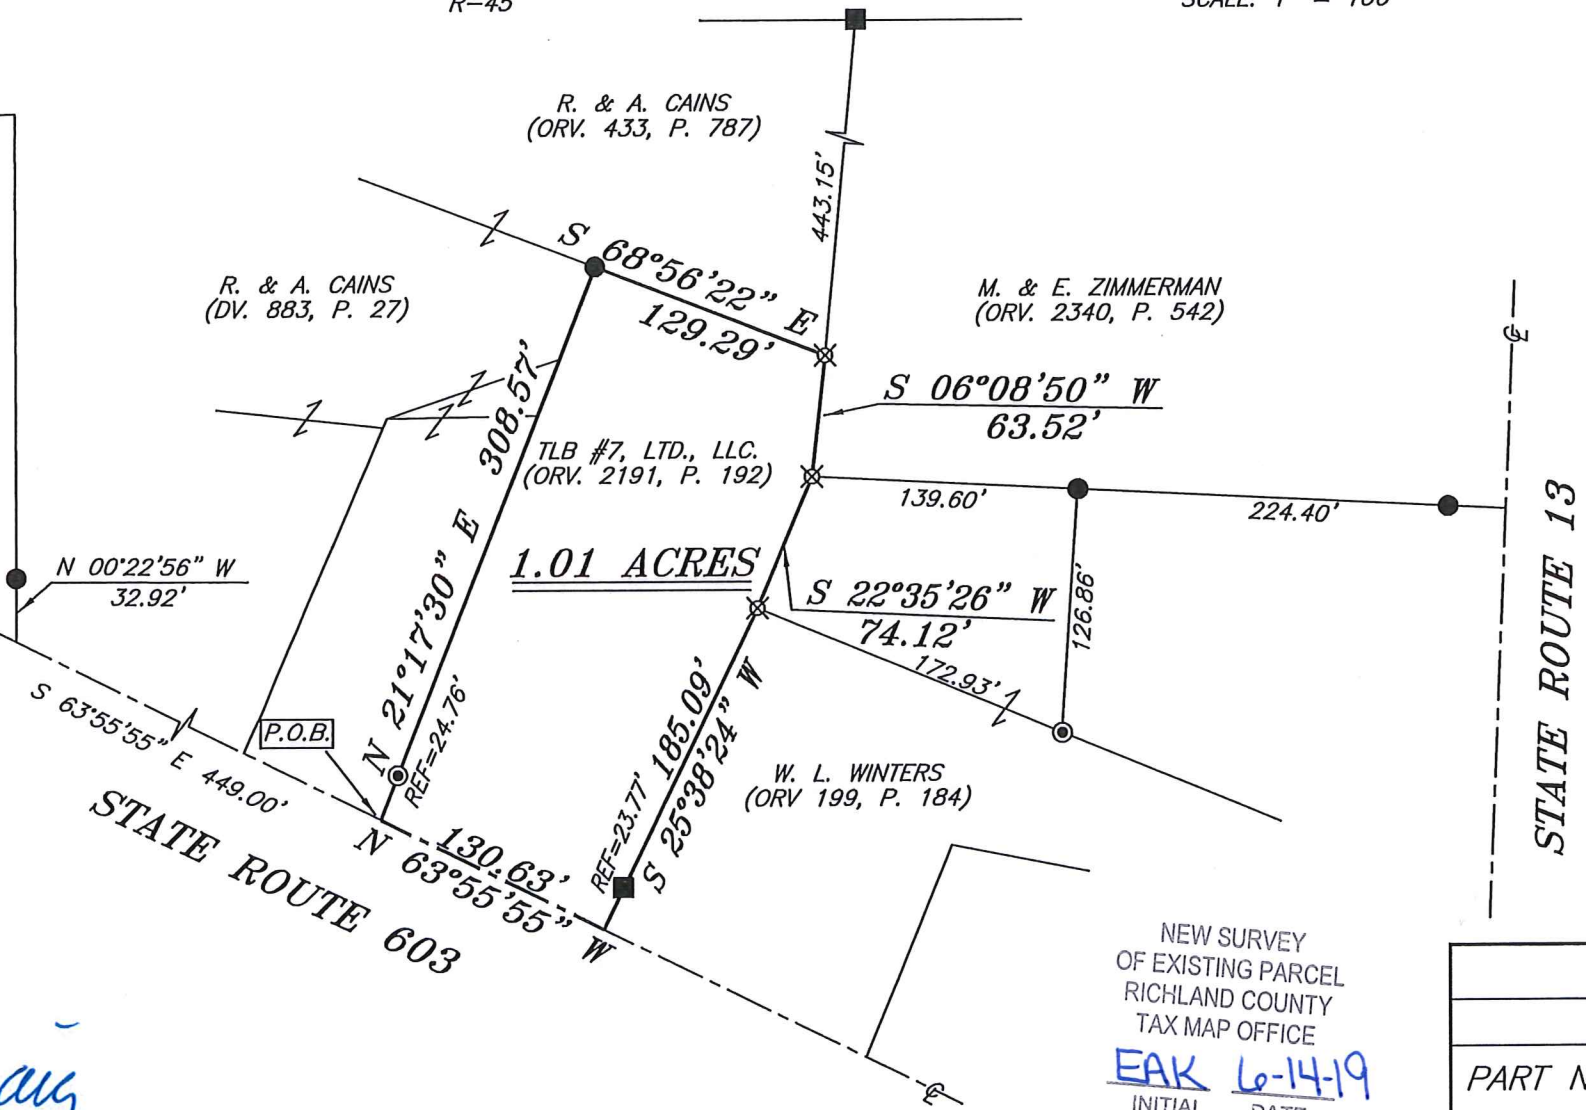 R-45
R. & A. CAINS
(ORV. 433, P. 787)
443.15'
S 68°56'22" E
129.29'
R. & A. CAINS
(DV. 883, P. 27)
M. & E. ZIMMERMAN
(ORV. 2340, P. 542)
℄
S 06°08'50" W
63.52'
N 21°17'30" E 308.57'
REF=24.76'
TLB #7, LTD., LLC.
(ORV. 2191, P. 192)
139.60'
224.40'
1.01 ACRES
N 00°22'56" W
32.92'
S 22°35'26" W
74.12'
126.86'
172.93'
STATE ROUTE 13
S 63°55'55" E 449.00'
P.O.B.
REF=23.77' 185.09'
S 25°38'24" W
W. L. WINTERS
(ORV 199, P. 184)
130.63'
N 63°55'55" W
STATE ROUTE 603
℄
NEW SURVEY
OF EXISTING PARCEL
RICHLAND COUNTY
TAX MAP OFFICE
EAK 6-14-19
INITIAL DATE
PART